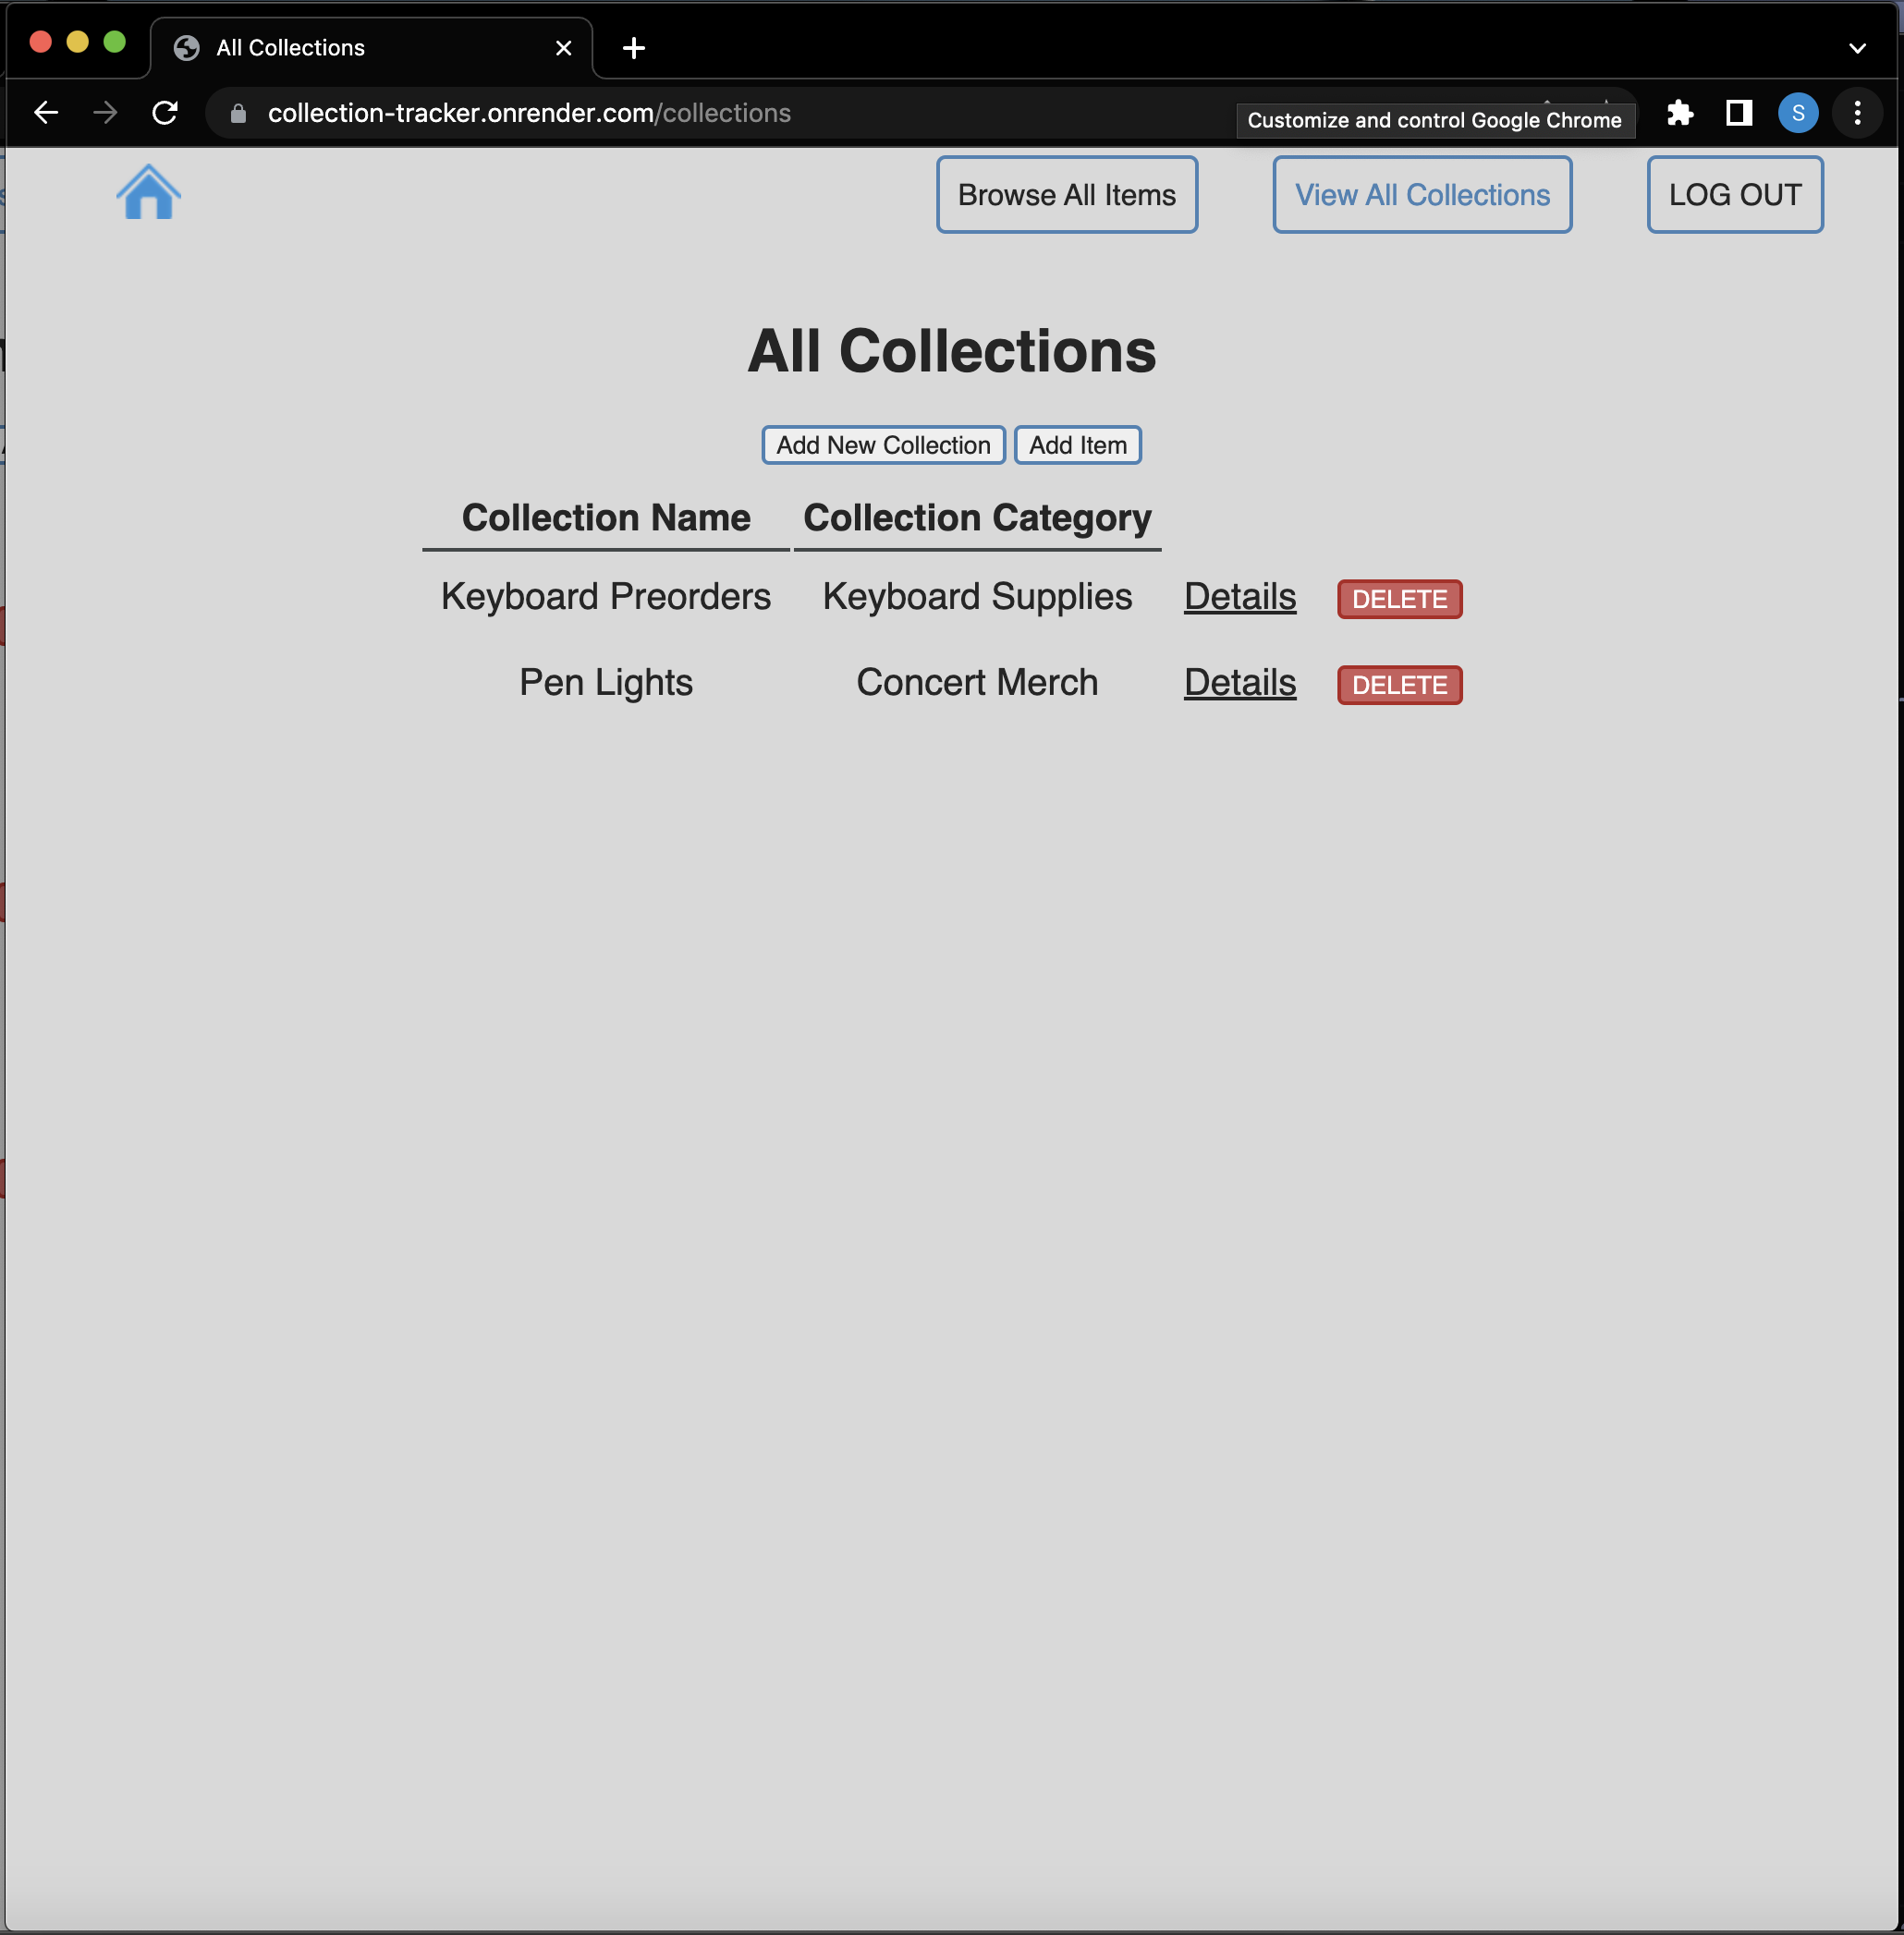 All Collections
collection-tracker.onrender.com/collections
Customize and control Google Chrome
S
Browse All Items
View All Collections
LOG OUT
All Collections
Add New Collection
Add Item
Collection Name Collection Category
Keyboard Preorders Keyboard Supplies Details DELETE
Pen Lights Concert Merch Details DELETE